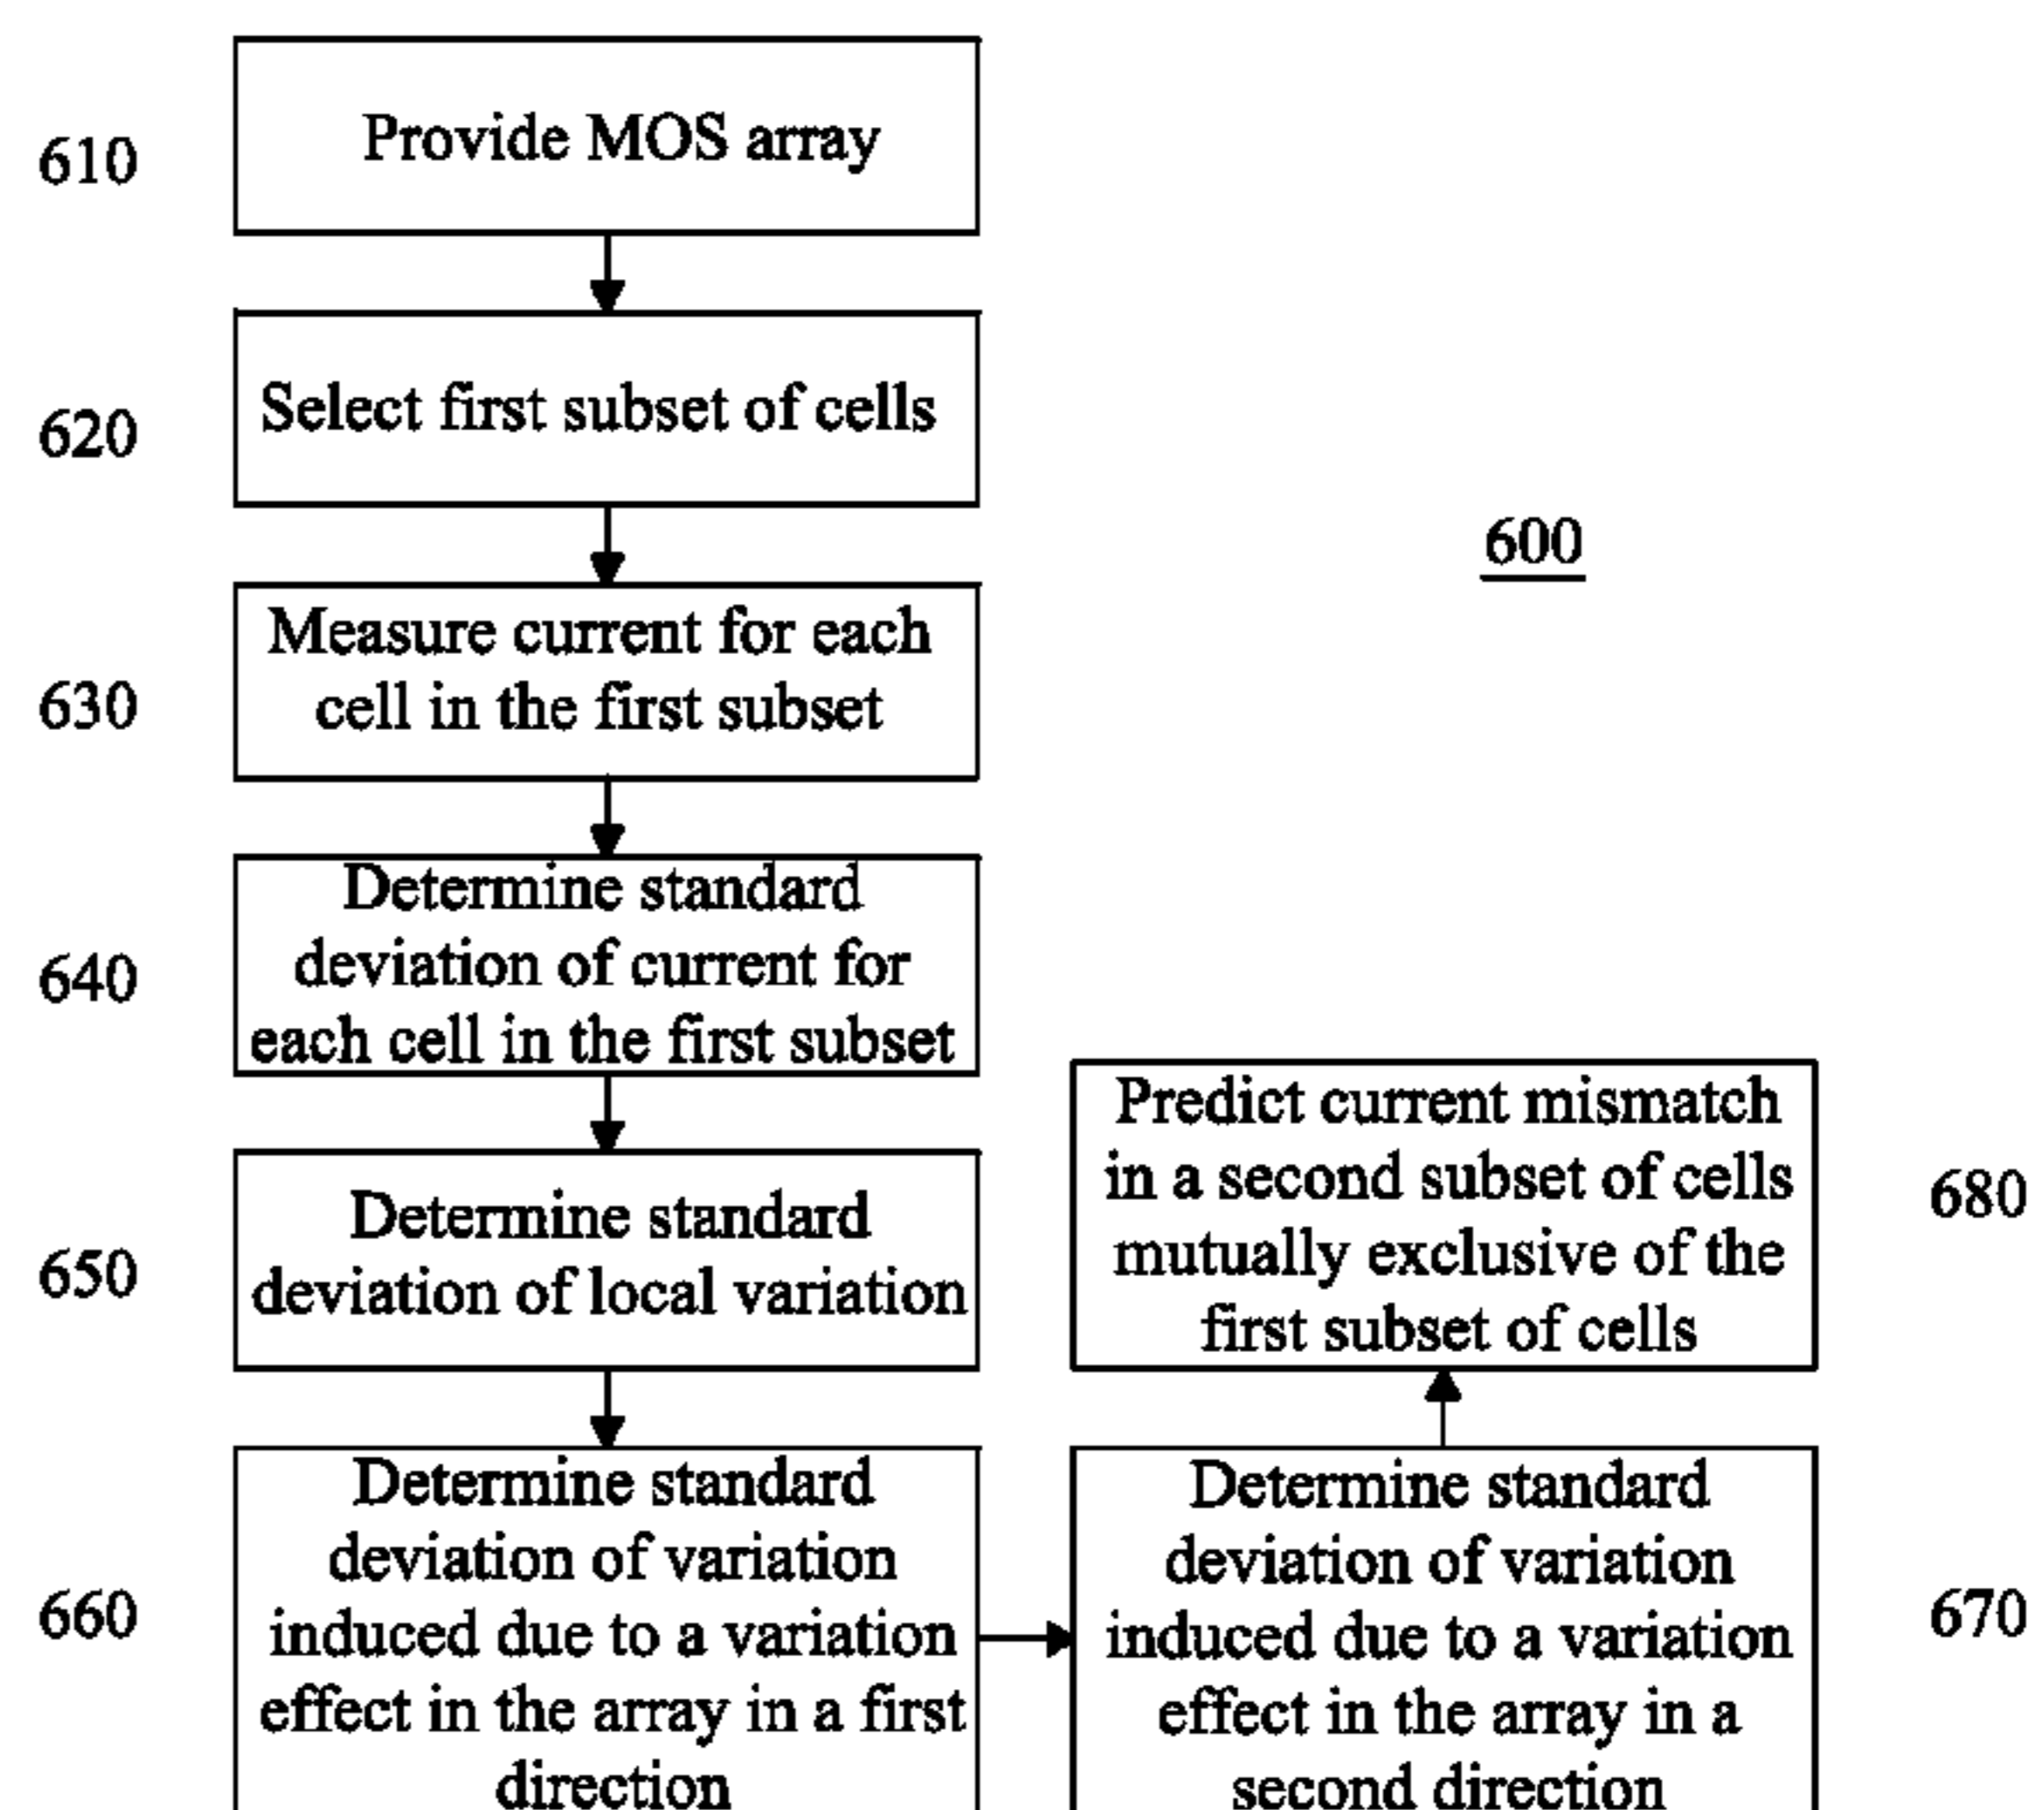 610
Provide MOS array
620
Select first subset of cells
600
630
Measure current for each
cell in the first subset
640
Determine standard
deviation of current for
each cell in the first subset
650
Determine standard
deviation of local variation
660
Determine standard
deviation of variation
induced due to a variation
effect in the array in a first
direction
670
Determine standard
deviation of variation
induced due to a variation
effect in the array in a
second direction
680
Predict current mismatch
in a second subset of cells
mutually exclusive of the
first subset of cells